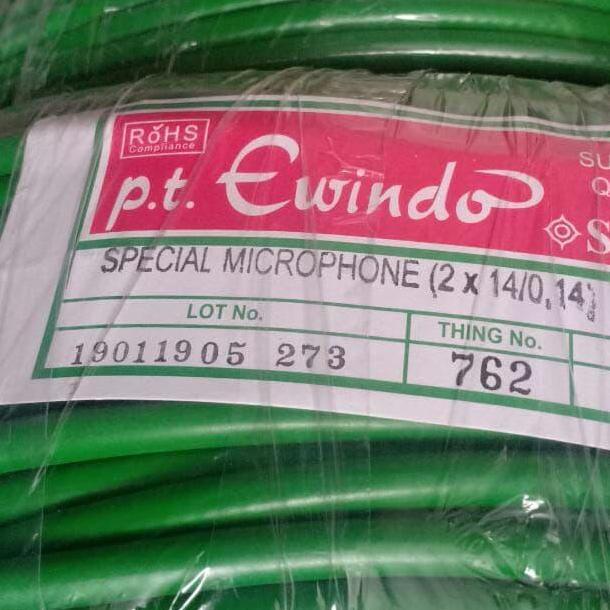 RoHS
Compliance
p.t. Ewindo
SPECIAL MICROPHONE (2 x 14/0,14)
LOT No.
THING No.
19011905 273
762